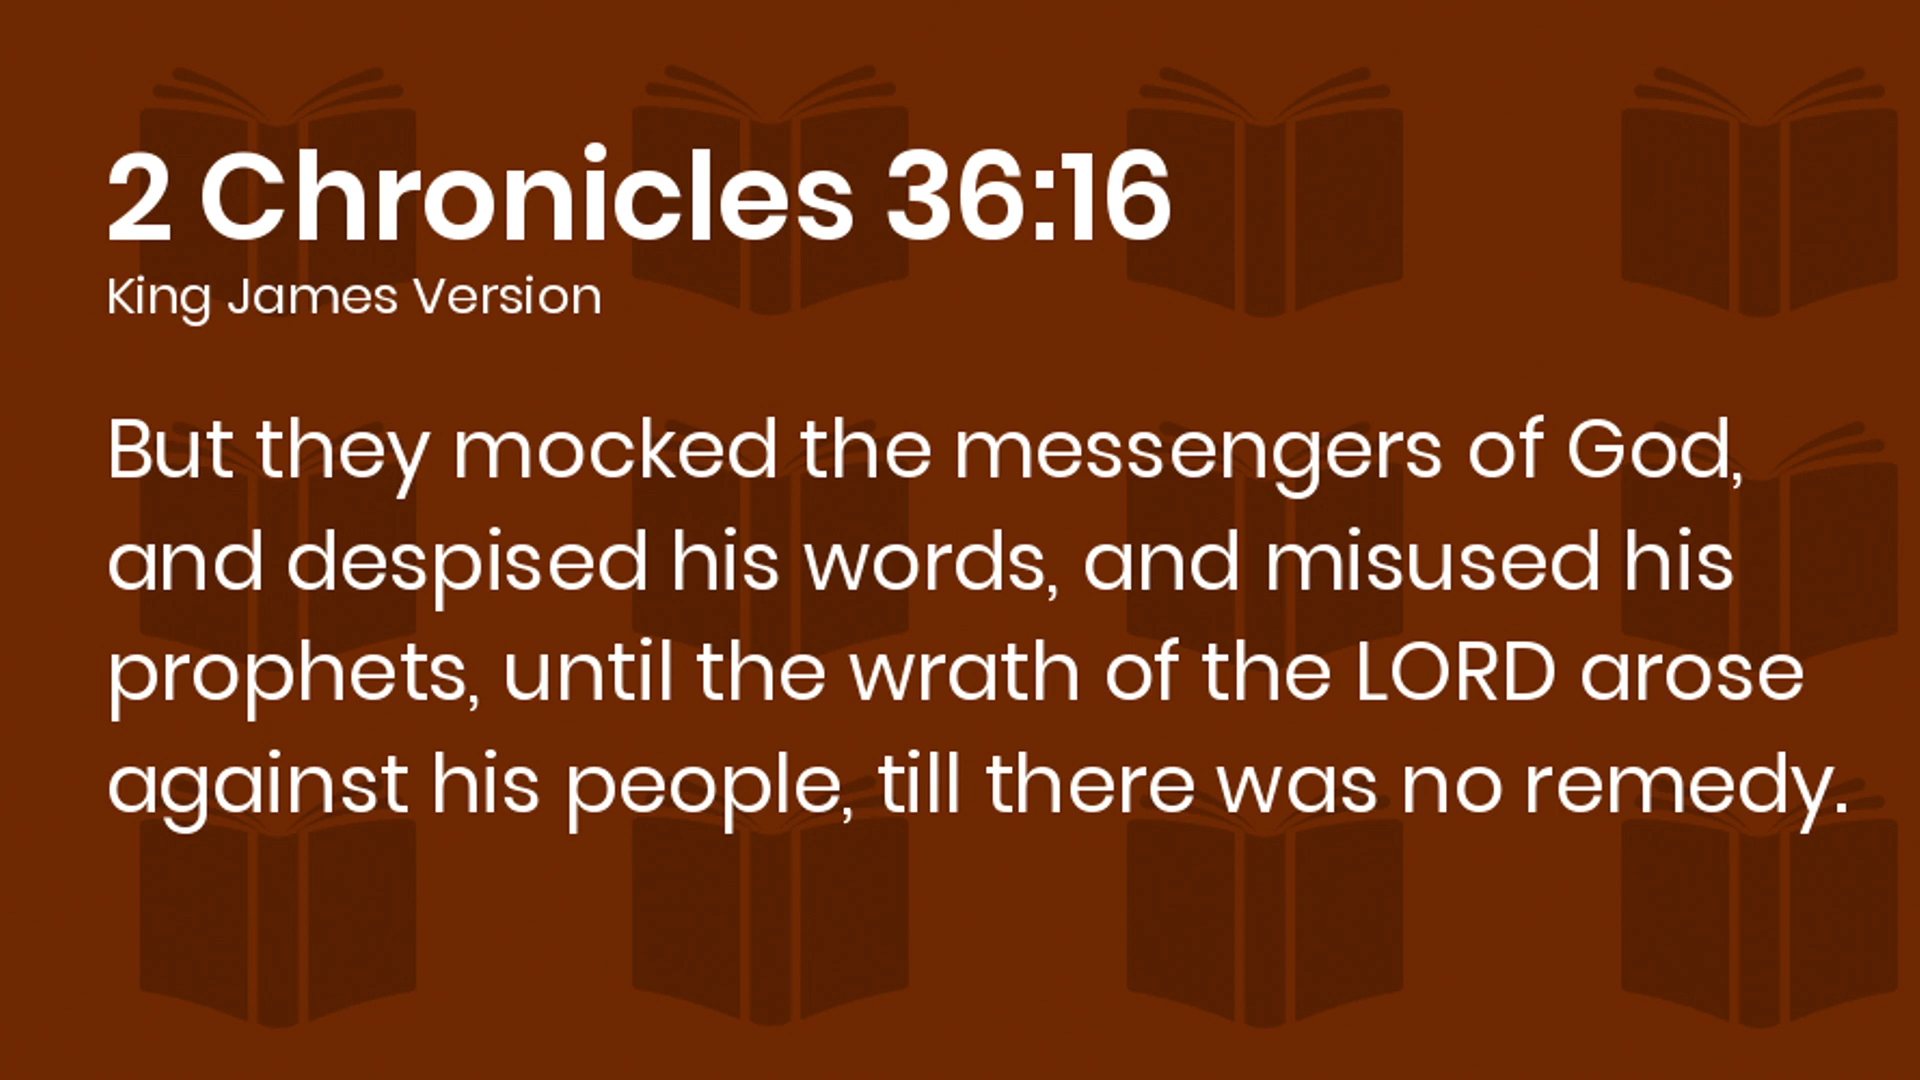 2 Chronicles 36:16
King James Version
But they mocked the messengers of God,
and despised his words, and misused his
prophets, until the wrath of the LORD arose
against his people, till there was no remedy.